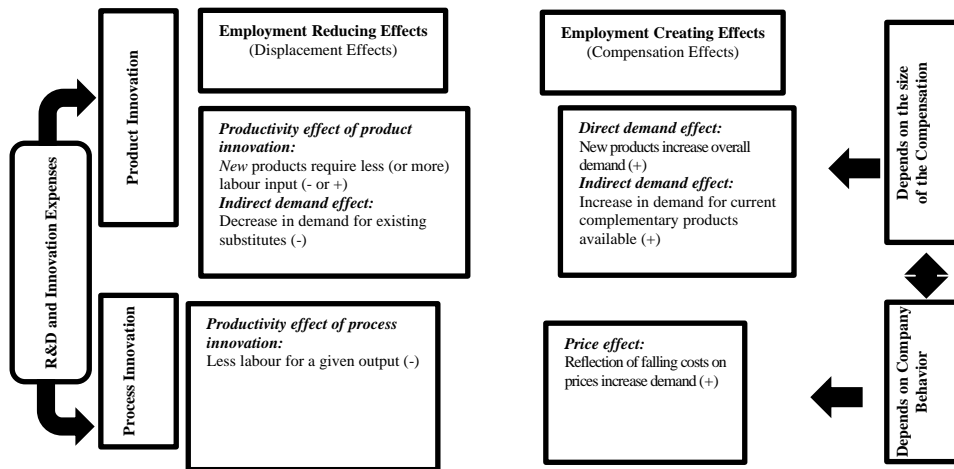 R&D and Innovation Expenses
Product Innovation
Employment Reducing Effects
(Displacement Effects)
Employment Creating Effects
(Compensation Effects)
Productivity effect of product
innovation:
New products require less (or more)
labour input (- or +)
Indirect demand effect:
Decrease in demand for existing
substitutes (-)
Direct demand effect:
New products increase overall
demand (+)
Indirect demand effect:
Increase in demand for current
complementary products
available (+)
Depends on the size
of the Compensation
Process Innovation
Productivity effect of process
innovation:
Less labour for a given output (-)
Price effect:
Reflection of falling costs on
prices increase demand (+)
Depends on Company
Behavior